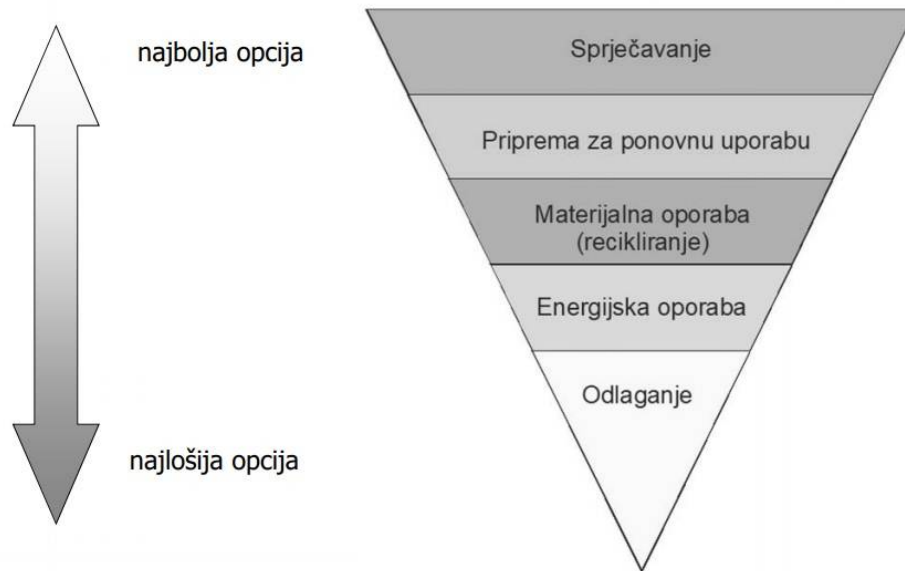 najbolja opcija
Sprječavanje
Priprema za ponovnu uporabu
Materijalna oporaba
(recikliranje)
Energijska oporaba
Odlaganje
najlošija opcija